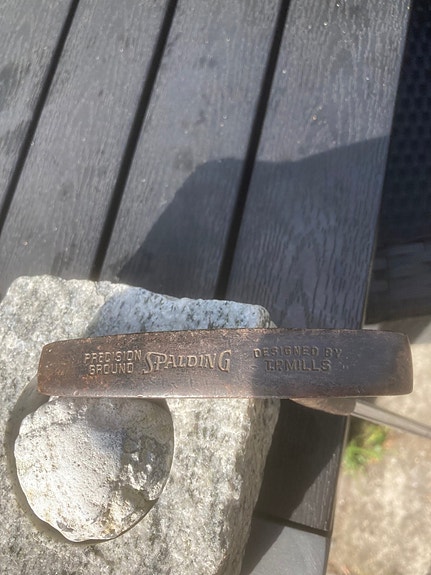 PRECISION
GROUND
SPALDING
DESIGNED BY
T.P. MILLS